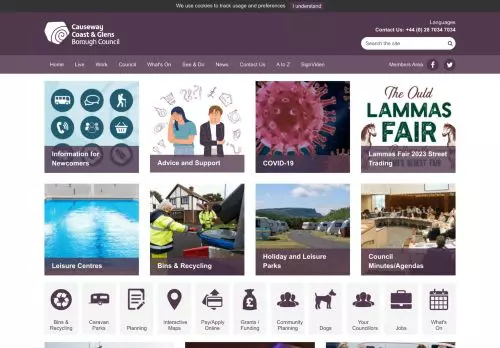 We use cookies to track usage and preferences I understand
Causeway
Coast & Glens
Borough Council
Languages
Contact Us: +44 (0) 28 7034 7034
Search the site
Home Live Work Council What's On See & Do News Contact Us A to Z SignVideo Members Area
The Ould
LAMMAS
FAIR
Information for
Newcomers
Advice and Support
COVID-19
Lammas Fair 2023 Street
Trading
Leisure Centres
Bins & Recycling
Holiday and Leisure
Parks
Council
Minutes/Agendas
Bins &
Recycling
Caravan
Parks
Planning
Interactive
Maps
Pay/Apply
Online
Grants /
Funding
Community
Planning
Dogs
Your
Councillors
Jobs
What's
On